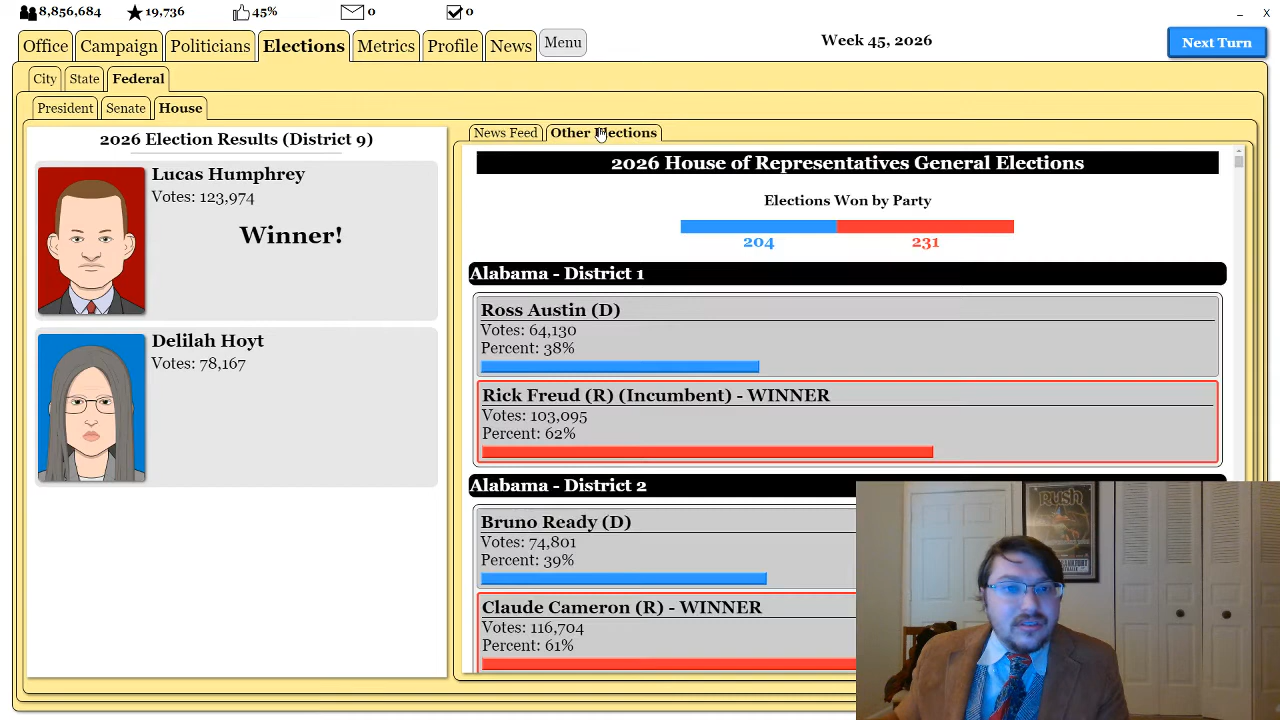 8,856,684 19,736 45% 0 0
Office Campaign Politicians Elections Metrics Profile News Menu Week 45, 2026 Next Turn
City State Federal
President Senate House
2026 Election Results (District 9)
Lucas Humphrey
Votes: 123,974
Winner!
Delilah Hoyt
Votes: 78,167
News Feed Other Elections
2026 House of Representatives General Elections
Elections Won by Party
204 231
Alabama - District 1
Ross Austin (D)
Votes: 64,130
Percent: 38%
Rick Freud (R) (Incumbent) - WINNER
Votes: 103,095
Percent: 62%
Alabama - District 2
Bruno Ready (D)
Votes: 74,801
Percent: 39%
Claude Cameron (R) - WINNER
Votes: 116,704
Percent: 61%
RUSH